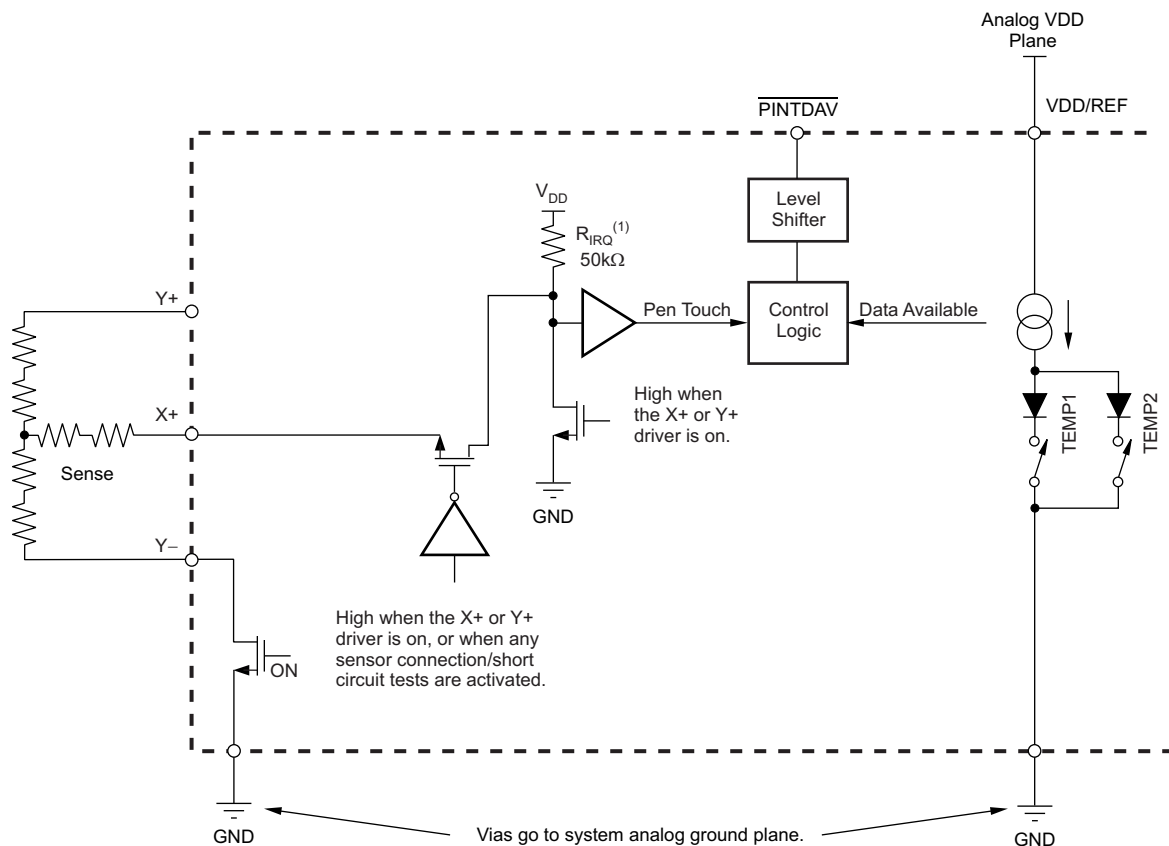 Analog VDD
Plane
VDD/REF
PINTDAV
Level
Shifter
VDD
RIRQ(1)
50kΩ
Y+
Pen Touch
Control
Logic
Data Available
X+
High when
the X+ or Y+
driver is on.
TEMP1
TEMP2
Sense
GND
Y–
High when the X+ or Y+
driver is on, or when any
sensor connection/short
circuit tests are activated.
ON
GND
Vias go to system analog ground plane.
GND